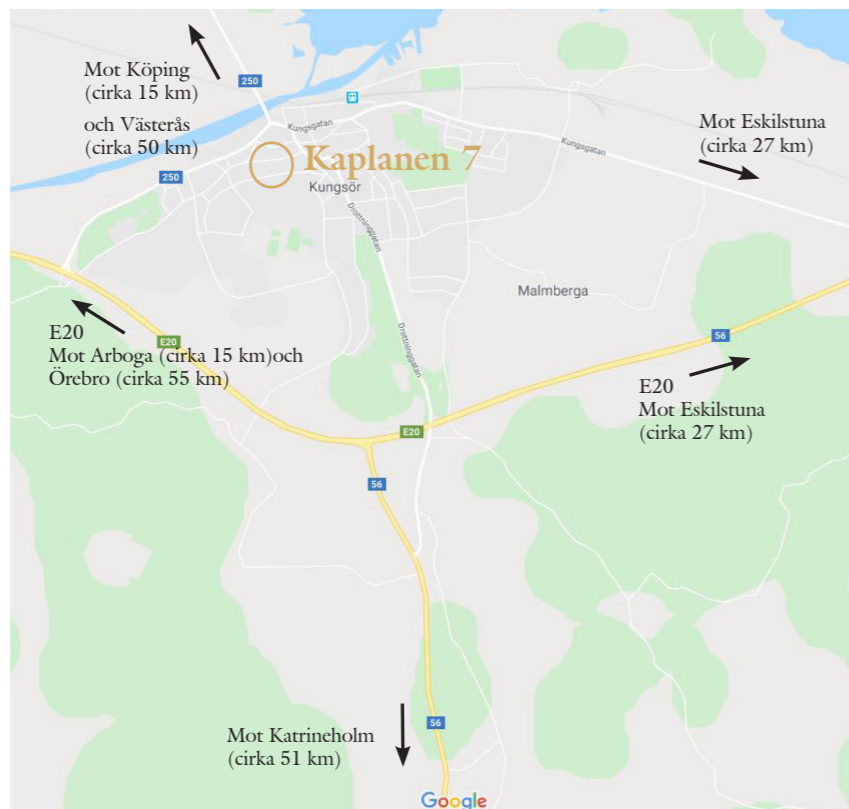 Mot Köping
(cirka 15 km)
och Västerås
(cirka 50 km)
250
Kungsgatan
Kaplanen 7
Kungsör
250
Drottninggatan
Kungsgatan
Mot Eskilstuna
(cirka 27 km)
Malmberga
E20
Mot Arboga (cirka 15 km)och
Örebro (cirka 55 km)
E20
Drottninggatan
56
E20
Mot Eskilstuna
(cirka 27 km)
E20
56
Mot Katrineholm
(cirka 51 km)
56
Google